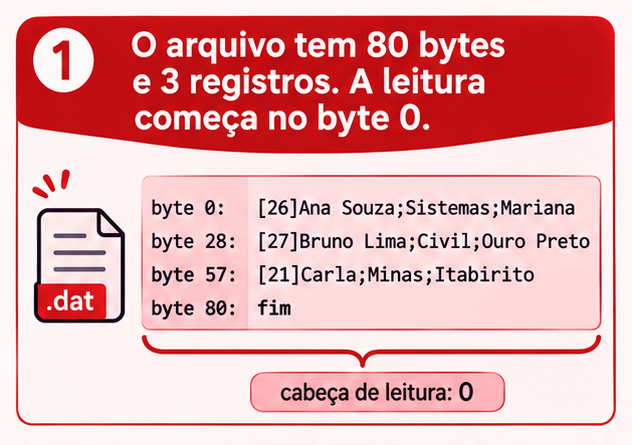 1
O arquivo tem 80 bytes
e 3 registros. A leitura
começa no byte 0.
.dat
byte 0: [26]Ana Souza;Sistemas;Mariana
byte 28: [27]Bruno Lima;Civil;Ouro Preto
byte 57: [21]Carla;Minas;Itabirito
byte 80: fim
cabeça de leitura: 0